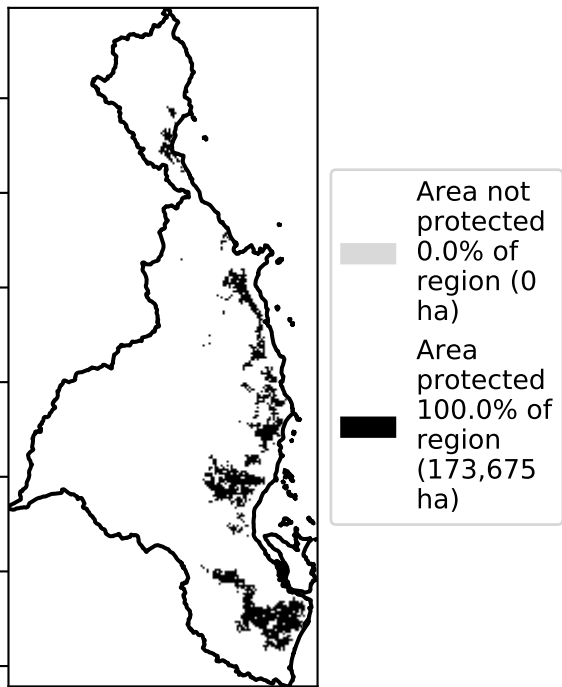 Area not
protected
0.0% of
region (0
ha)
Area
protected
100.0% of
region
(173,675
ha)